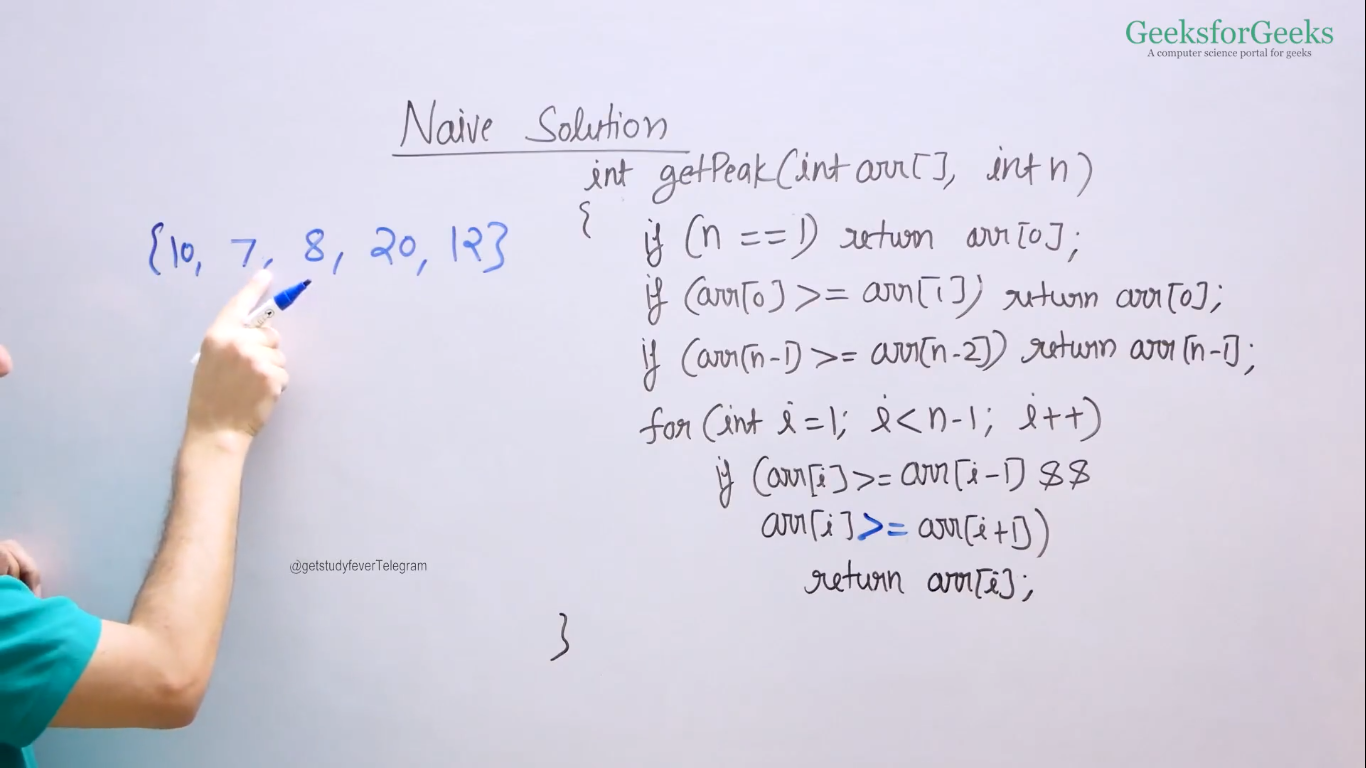 GeeksforGeeks
A computer science portal for geeks
Naive Solution
int getPeak(int arr[], int n)
{
{10, 7, 8, 20, 12}
if (n == 1) return arr[0];
if (arr[0] >= arr[1]) return arr[0];
if (arr[n-1] >= arr[n-2]) return arr[n-1];
for (int i=1; i<n-1; i++)
if (arr[i] >= arr[i-1] &&
arr[i] >= arr[i+1])
return arr[i];
}
@getstudyfeverTelegram